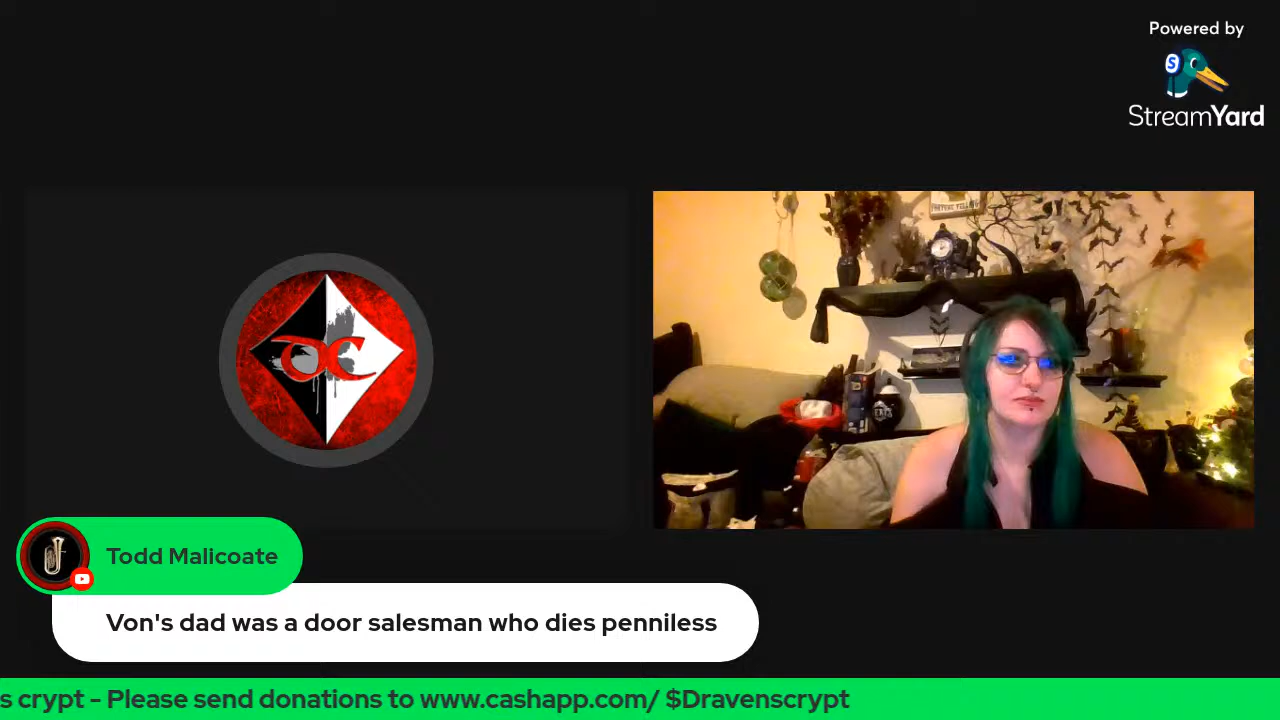 Powered by
StreamYard
Todd Malicoate
Von's dad was a door salesman who dies penniless
s crypt - Please send donations to www.cashapp.com/ $Dravenscrypt